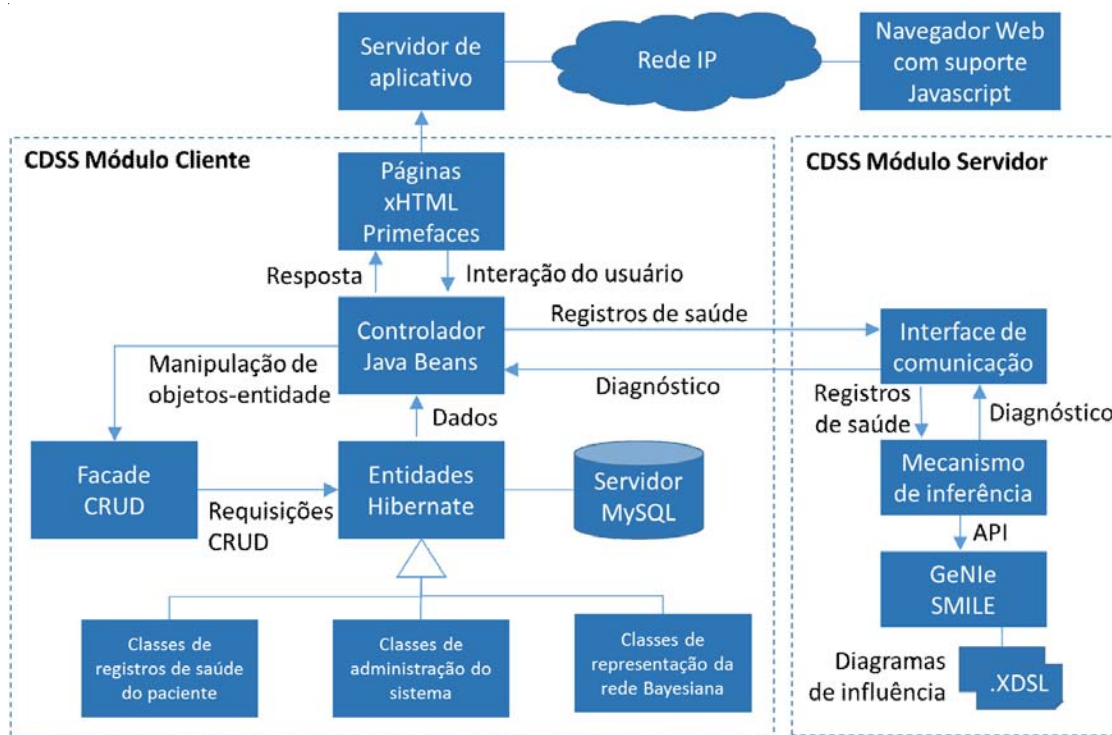 Servidor de
aplicativo
Rede IP
Navegador Web
com suporte
Javascript
CDSS Módulo Cliente
CDSS Módulo Servidor
Páginas
xHTML
Primefaces
Resposta
Interação do usuário
Controlador
Java Beans
Registros de saúde
Interface de
comunicação
Manipulação de
objetos-entidade
Diagnóstico
Dados
Registros
de saúde
Diagnóstico
Facade
CRUD
Requisições
CRUD
Entidades
Hibernate
Servidor
MySQL
Mecanismo
de inferência
API
GeNIe
SMILE
Classes de
registros de saúde
do paciente
Classes de
administração do
sistema
Classes de
representação da
rede Bayesiana
Diagramas
de influência
.XDSL